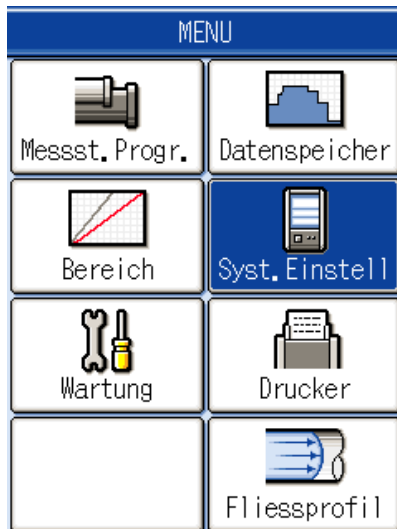 MENU
Messst.Progr.
Datenspeicher
Bereich
Syst.Einstell
Wartung
Drucker
Fliessprofil